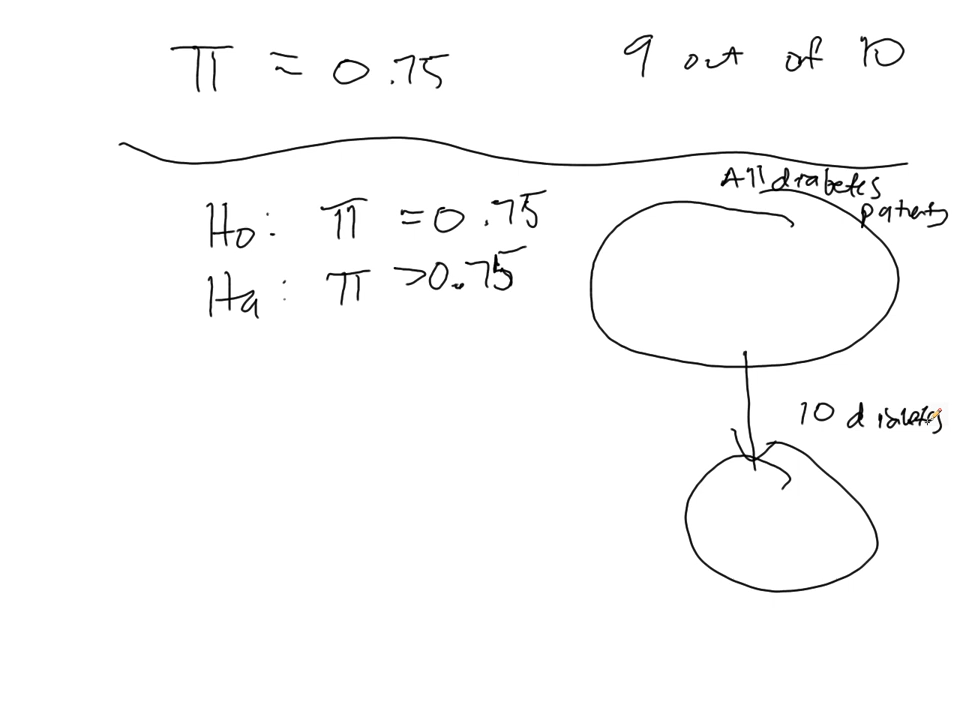 π = 0.75
9 out of 10
All diabetes
patients
H0: π = 0.75
Ha: π > 0.75
10 diabetes